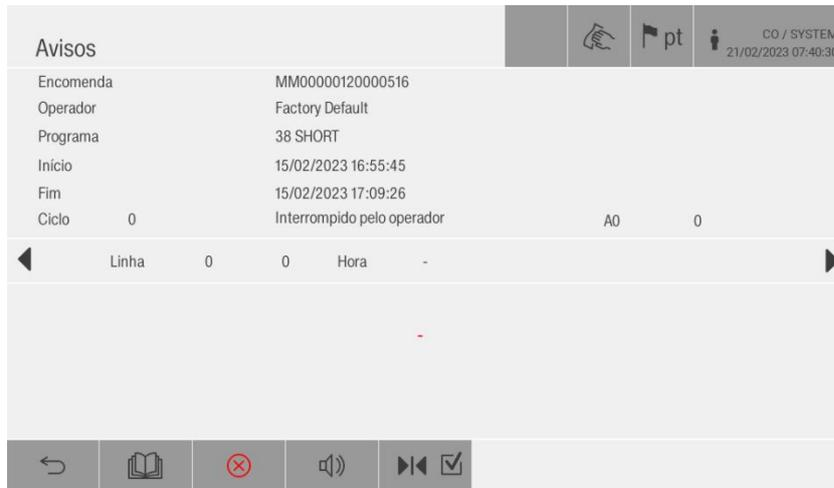 Avisos
pt
CO / SYSTEM
21/02/2023 07:40:30
Encomenda MM00000120000516
Operador Factory Default
Programa 38 SHORT
Início 15/02/2023 16:55:45
Fim 15/02/2023 17:09:26
Ciclo 0 Interrompido pelo operador A0 0
Linha 0 0 Hora -
-